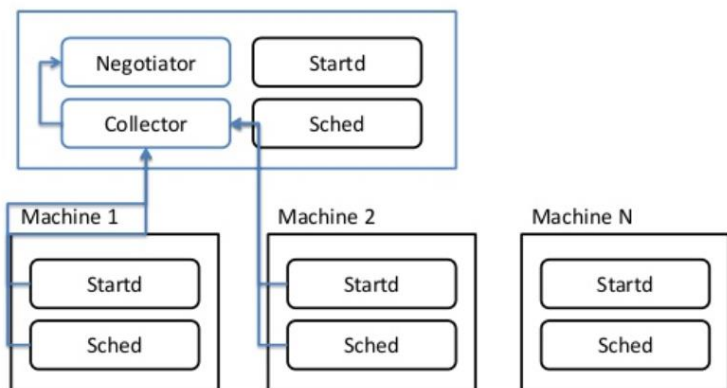 Negotiator Startd
Collector Sched
Machine 1 Machine 2 Machine N
Startd Startd Startd
Sched Sched Sched